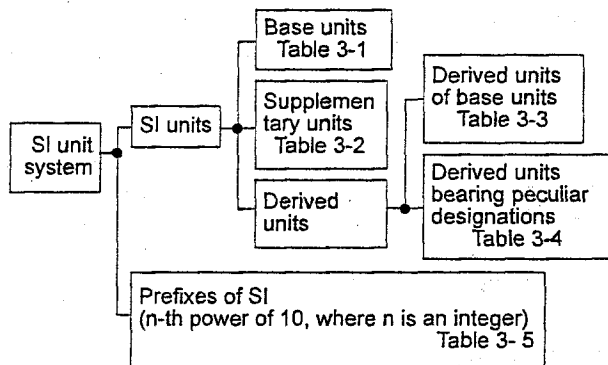 SI unit
system
SI units
Base units
Table 3-1
Supplemen
tary units
Table 3-2
Derived
units
Derived units
of base units
Table 3-3
Derived units
bearing peculiar
designations
Table 3-4
Prefixes of SI
(n-th power of 10, where n is an integer)
Table 3- 5